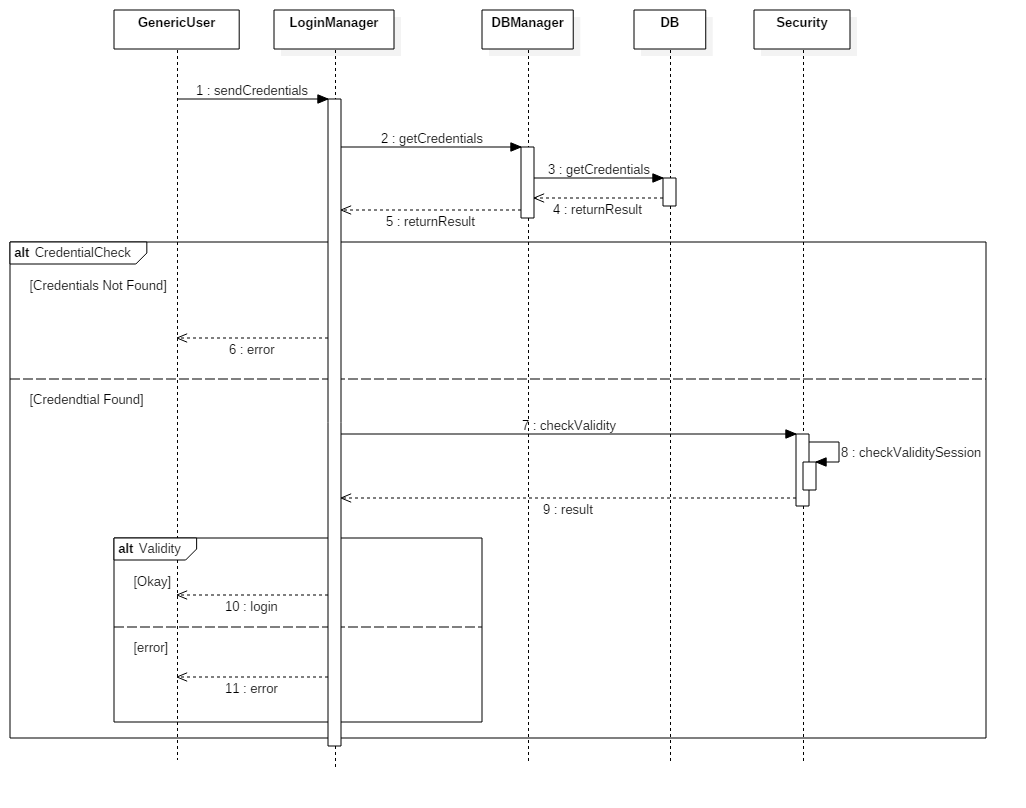 GenericUser
LoginManager
DBManager
DB
Security
1 : sendCredentials
2 : getCredentials
3 : getCredentials
4 : returnResult
5 : returnResult
alt CredentialCheck
[Credentials Not Found]
6 : error
[Credendtial Found]
7 : checkValidity
8 : checkValiditySession
9 : result
alt Validity
[Okay]
10 : login
[error]
11 : error